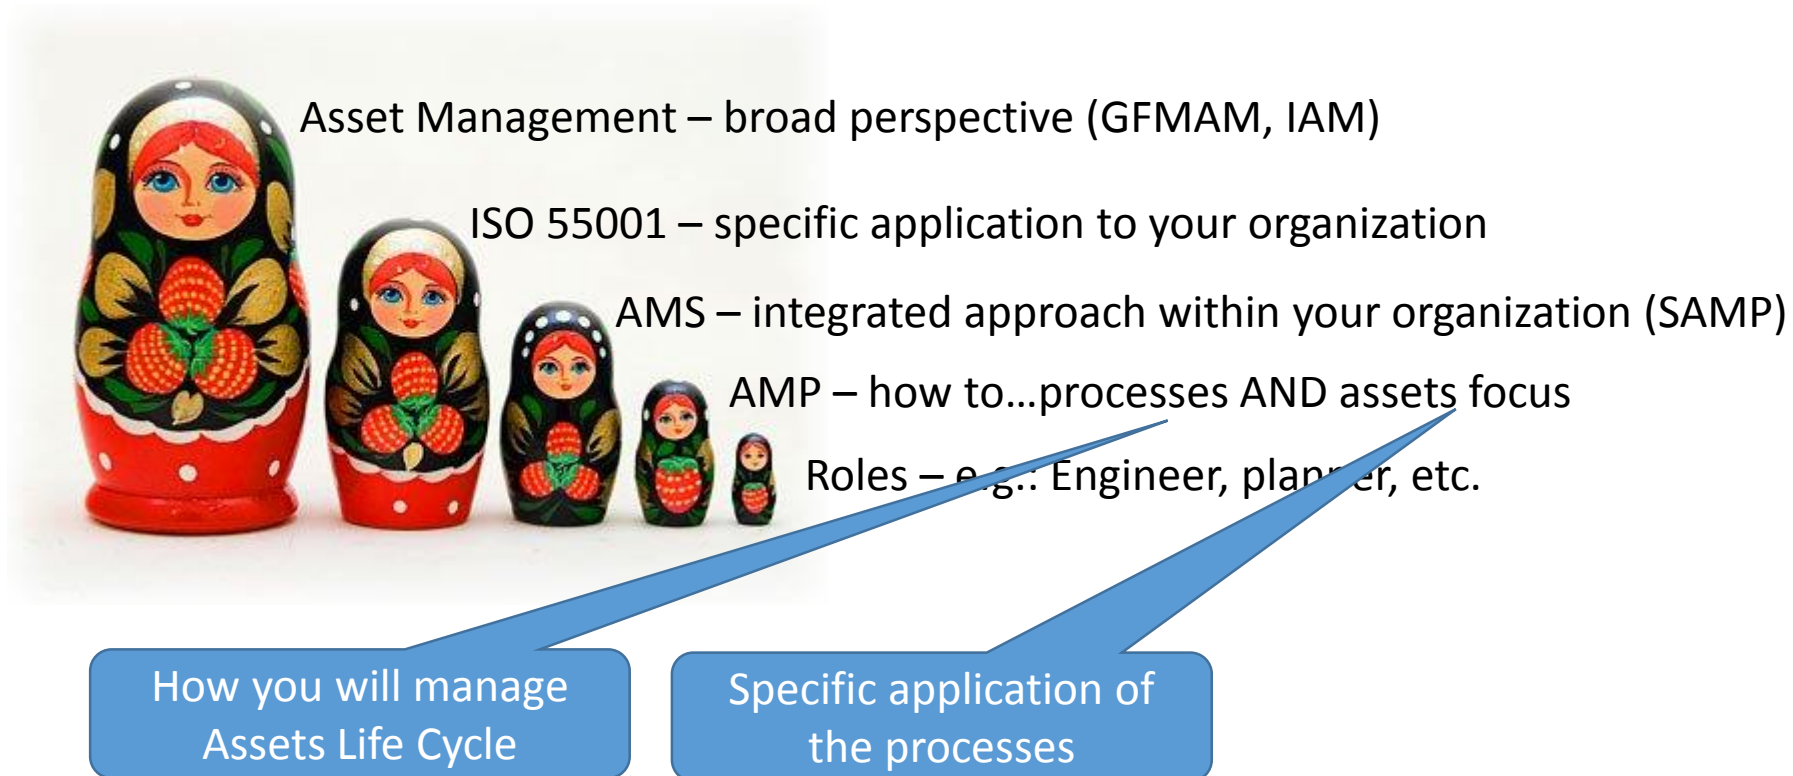 Asset Management – broad perspective (GFMAM, IAM)
ISO 55001 – specific application to your organization
AMS – integrated approach within your organization (SAMP)
AMP – how to...processes AND assets focus
Roles – e.g.: Engineer, planner, etc.
How you will manage
Assets Life Cycle
Specific application of
the processes